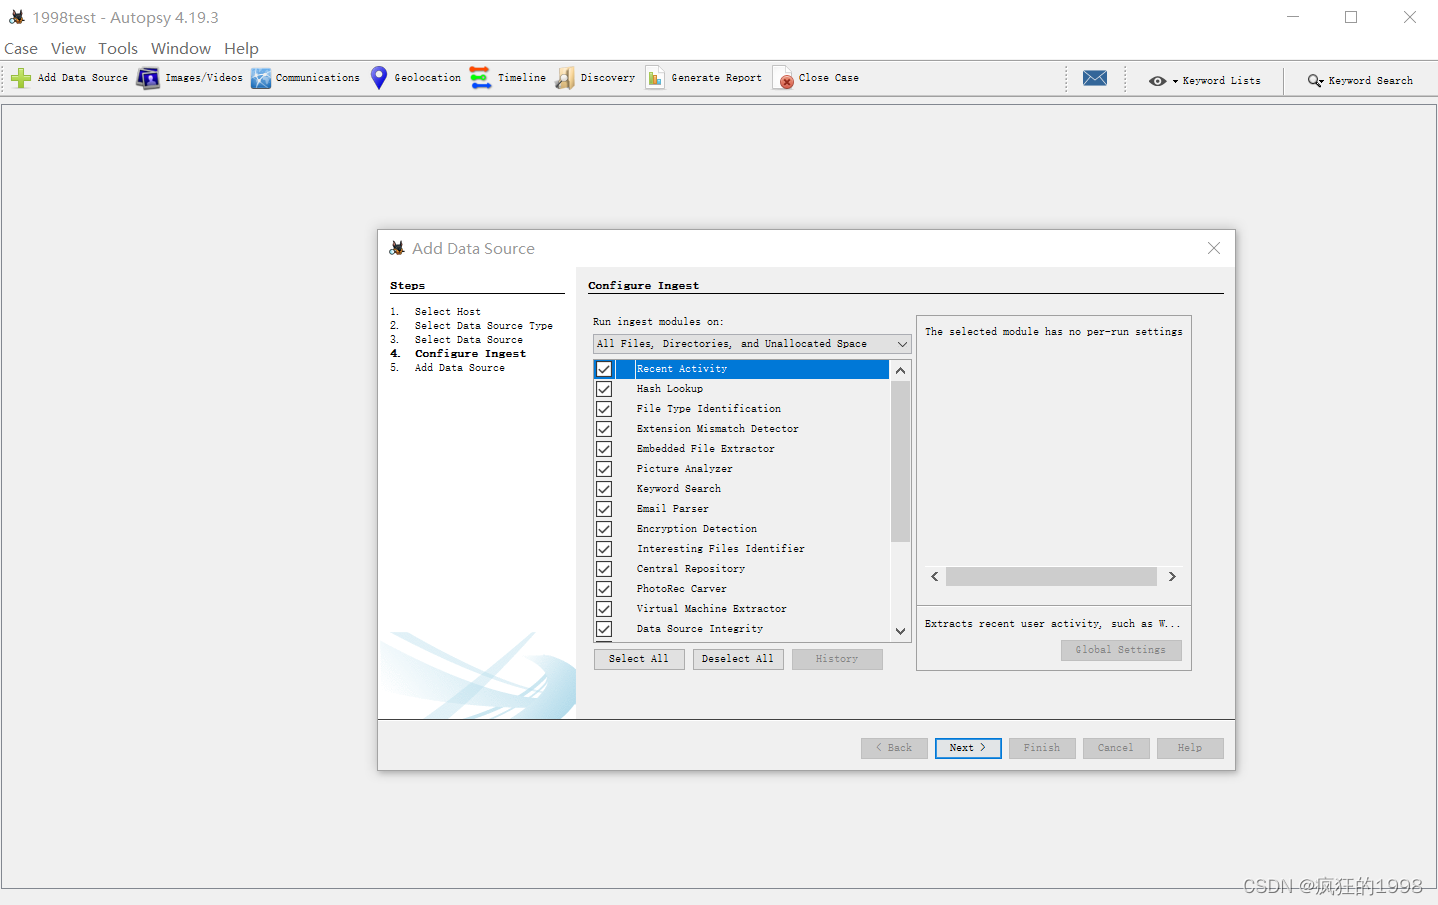 1998test - Autopsy 4.19.3
Case View Tools Window Help
Add Data Source Images/Videos Communications Geolocation Timeline Discovery Generate Report Close Case Keyword Lists Keyword Search
Add Data Source
Steps
1. Select Host
2. Select Data Source Type
3. Select Data Source
4. Configure Ingest
5. Add Data Source
Configure Ingest
Run ingest modules on:
All Files, Directories, and Unallocated Space
Recent Activity
Hash Lookup
File Type Identification
Extension Mismatch Detector
Embedded File Extractor
Picture Analyzer
Keyword Search
Email Parser
Encryption Detection
Interesting Files Identifier
Central Repository
PhotoRec Carver
Virtual Machine Extractor
Data Source Integrity
Select All Deselect All History
The selected module has no per-run settings
Extracts recent user activity, such as W...
Global Settings
< Back Next > Finish Cancel Help
CSDN @疯狂的1998